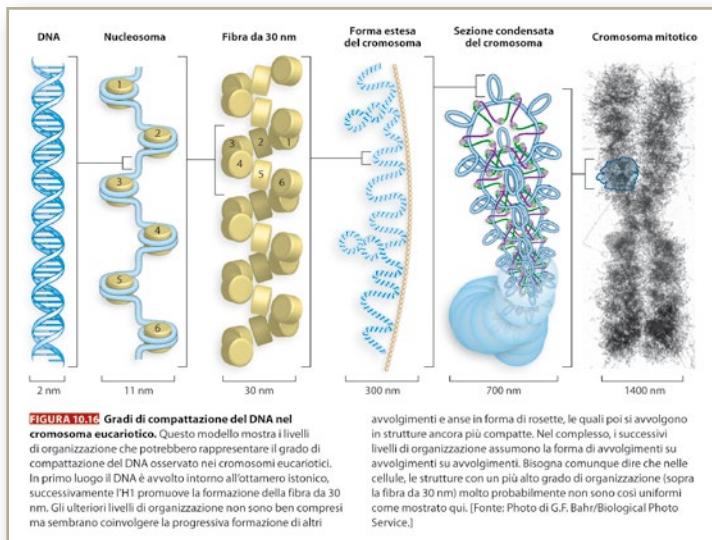 DNA
Nucleosoma
Fibra da 30 nm
Forma estesa
del cromosoma
Sezione condensata
del cromosoma
Cromosoma mitotico
1
2
3
4
5
6
3
2
1
4
5
6
2 nm
11 nm
30 nm
300 nm
700 nm
1400 nm
FIGURA 10.16 Gradi di compattazione del DNA nel
cromosoma eucariotico. Questo modello mostra i livelli
di organizzazione che potrebbero rappresentare il grado di
compattazione del DNA osservato nei cromosomi eucariotici.
In primo luogo il DNA è avvolto intorno all'ottamero istonico,
successivamente l'H1 promuove la formazione della fibra da 30
nm. Gli ulteriori livelli di organizzazione non sono ben compresi
ma sembrano coinvolgere la progressiva formazione di altri
avvolgimenti e anse in forma di rosette, le quali poi si avvolgono
in strutture ancora più compatte. Nel complesso, i successivi
livelli di organizzazione assumono la forma di avvolgimenti su
avvolgimenti su avvolgimenti. Bisogna comunque dire che nelle
cellule, le strutture con un più alto grado di organizzazione (sopra
la fibra da 30 nm) molto probabilmente non sono così uniformi
come mostrato qui. [Fonte: Photo di G.F. Bahr/Biological Photo
Service.]